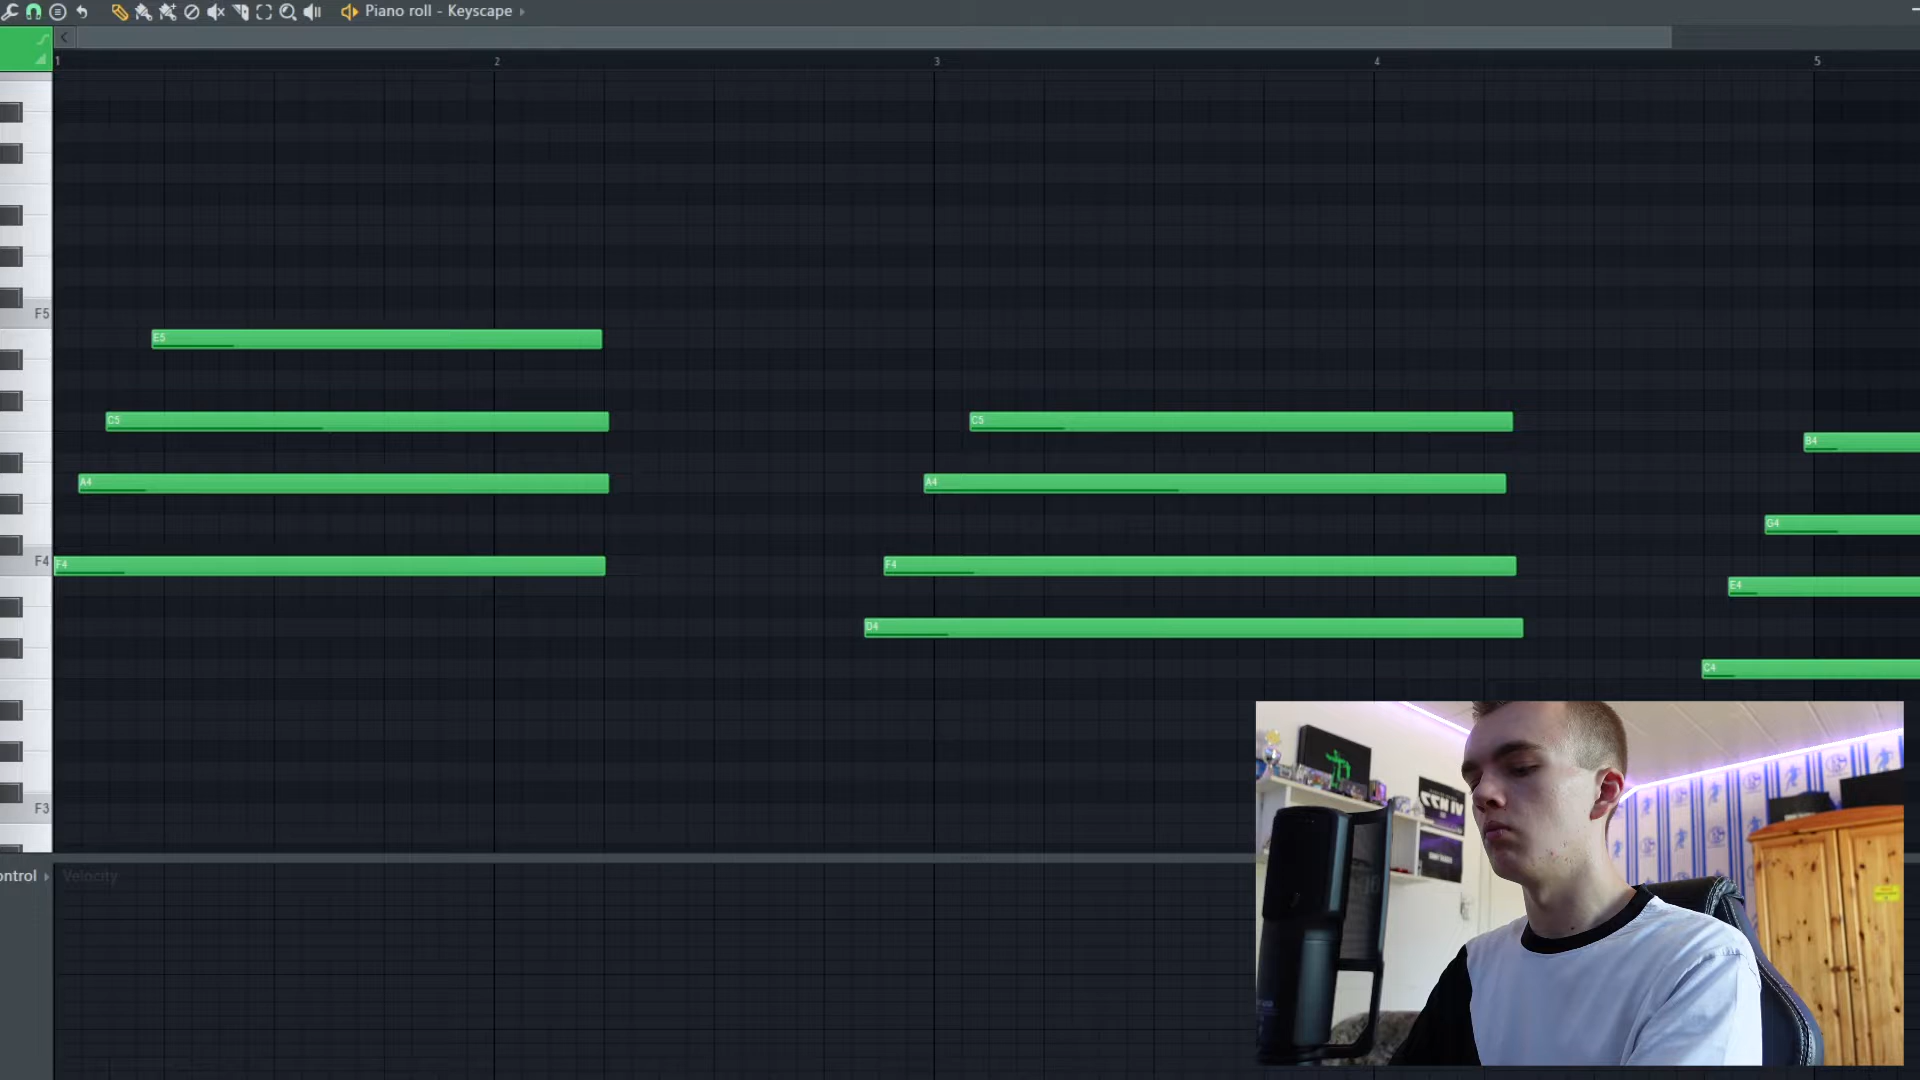 Piano roll - Keyscape
1 2 3 4 5
F5
E5
C5 C5
B4
A4 A4
G4
F4 F4 F4
E4
D4
C4
F3
ontrol Velocity